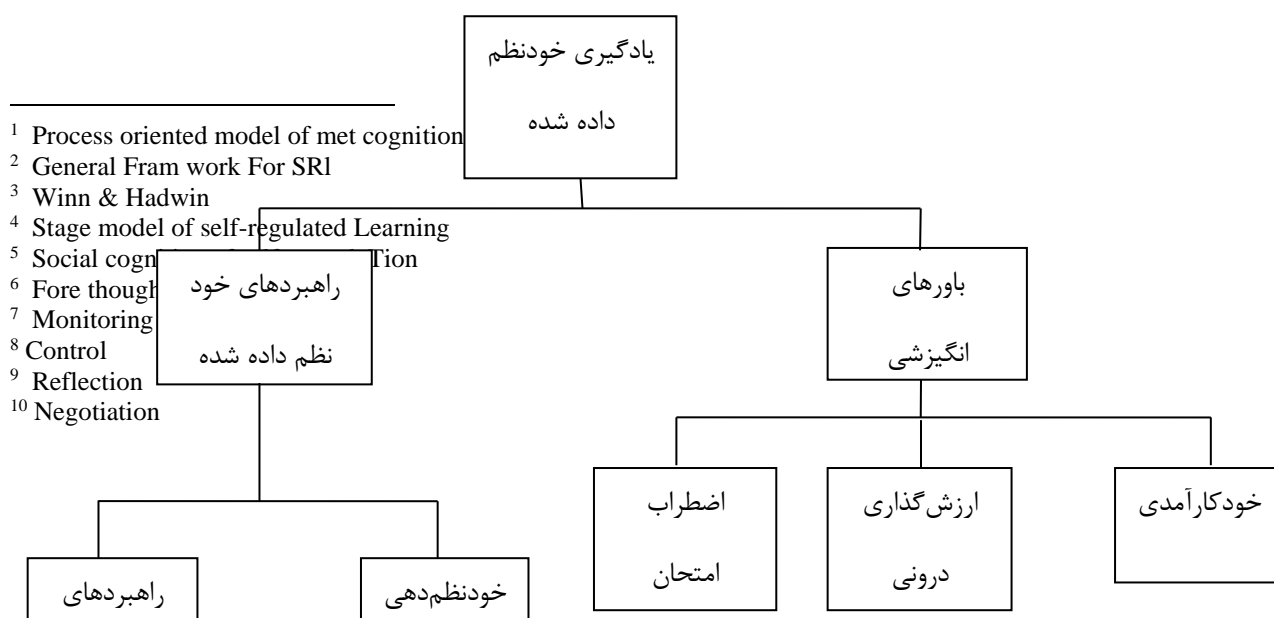 یادگیری خودنظم
داده شده
راهبردهای خود
نظم داده شده
باورهای
انگیزشی
خودکارآمدی
ارزش‌گذاری
درونی
اضطراب
امتحان
خودنظم‌دهی
راهبردهای
1 Process oriented model of met cognition
2 General Fram work For SRl
3 Winn & Hadwin
4 Stage model of self-regulated Learning
5 Social Tion
6 Fore
7 Monitoring
8 Control
9 Reflection
10 Negotiation